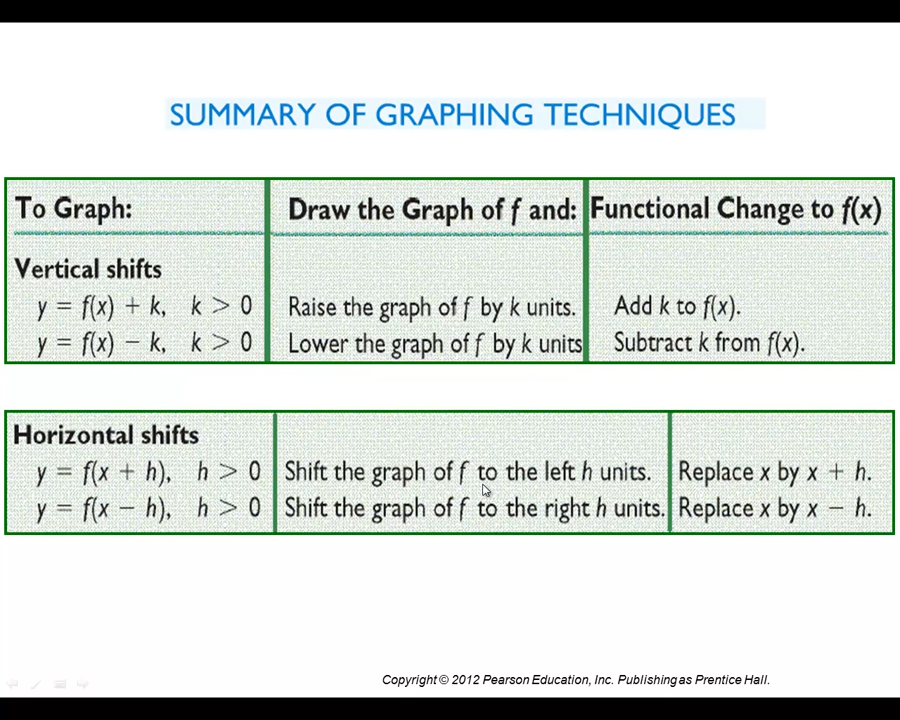 SUMMARY OF GRAPHING TECHNIQUES
To Graph: Draw the Graph of f and: Functional Change to f(x)
Vertical shifts
y = f(x) + k, k > 0 Raise the graph of f by k units. Add k to f(x).
y = f(x) − k, k > 0 Lower the graph of f by k units Subtract k from f(x).
Horizontal shifts
y = f(x + h), h > 0 Shift the graph of f to the left h units. Replace x by x + h.
y = f(x − h), h > 0 Shift the graph of f to the right h units. Replace x by x − h.
Copyright © 2012 Pearson Education, Inc. Publishing as Prentice Hall.